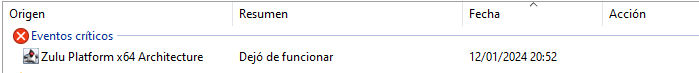 Origen Resumen Fecha Acción
Eventos críticos
Zulu Platform x64 Architecture Dejó de funcionar 12/01/2024 20:52